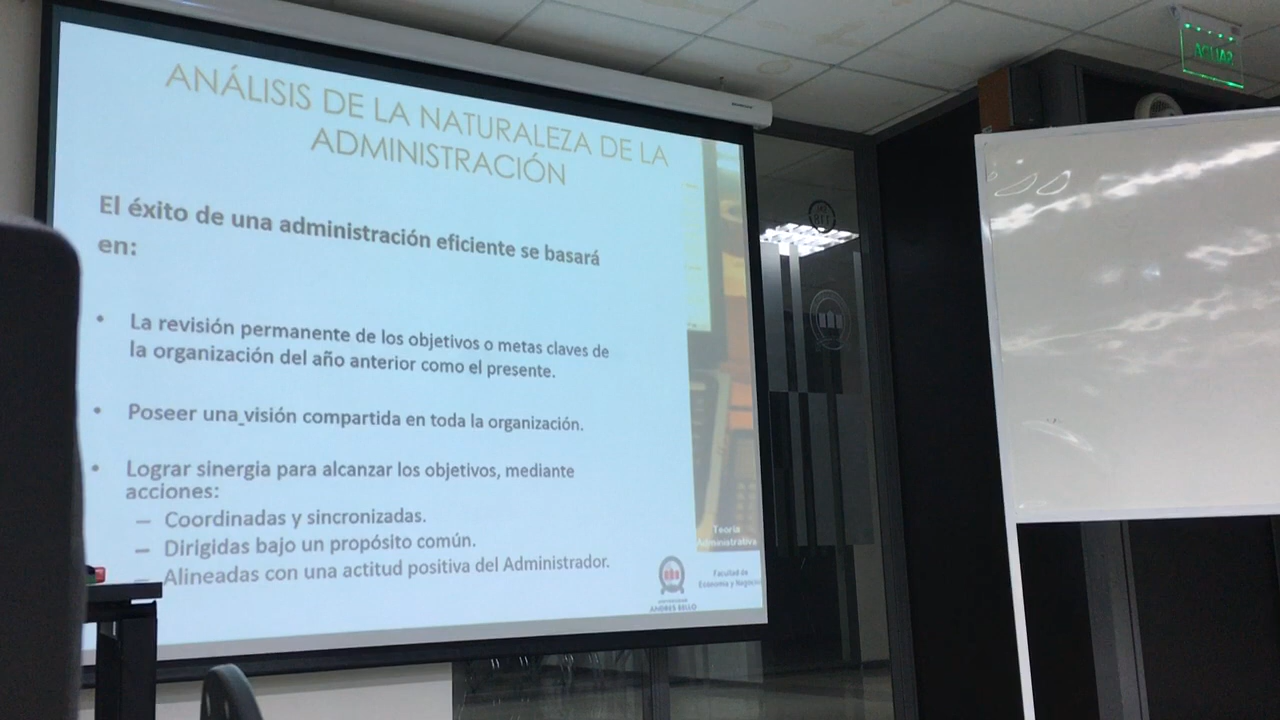 ANÁLISIS DE LA NATURALEZA DE LA
ADMINISTRACIÓN
El éxito de una administración eficiente se basará
en:
• La revisión permanente de los objetivos o metas claves de
la organización del año anterior como el presente.
• Poseer una visión compartida en toda la organización.
• Lograr sinergia para alcanzar los objetivos, mediante
acciones:
– Coordinadas y sincronizadas.
– Dirigidas bajo un propósito común.
– Alineadas con una actitud positiva del Administrador.
Teoría
Administrativa
Facultad de
Economía y Negocios
UNIVERSIDAD
ANDRES BELLO
SALIDA